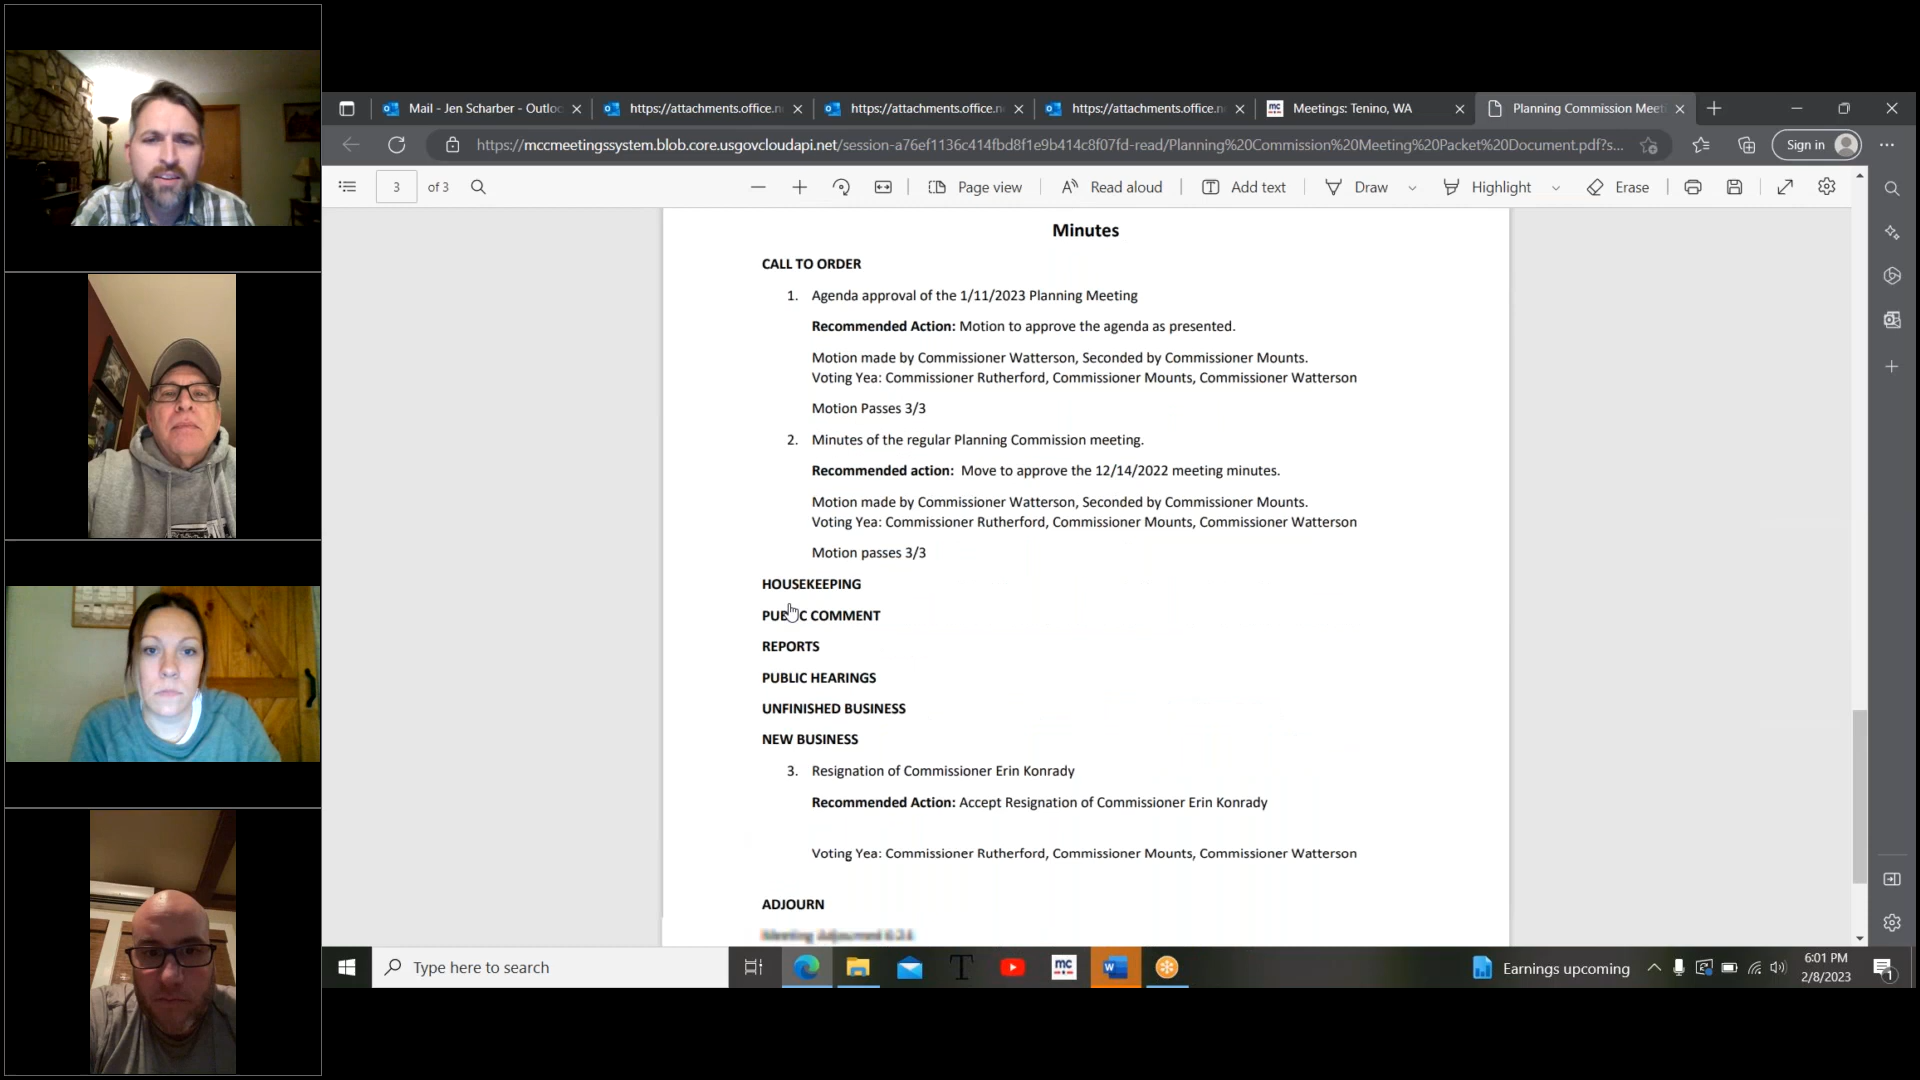 Mail - Jen Scharber - Outlo
https://attachments.office.n
https://attachments.office.n
https://attachments.office.n
mc Meetings: Tenino, WA
Planning Commission Meet
https://mccmeetingssystem.blob.core.usgovcloudapi.net/session-a76ef1136c414fbd8f1e9b414c8f07fd-read/Planning%20Commission%20Meeting%20Packet%20Document.pdf?s...
Sign in
3 of 3
Page view
Read aloud
Add text
Draw
Highlight
Erase
Minutes
CALL TO ORDER
1. Agenda approval of the 1/11/2023 Planning Meeting
Recommended Action: Motion to approve the agenda as presented.
Motion made by Commissioner Watterson, Seconded by Commissioner Mounts.
Voting Yea: Commissioner Rutherford, Commissioner Mounts, Commissioner Watterson
Motion Passes 3/3
2. Minutes of the regular Planning Commission meeting.
Recommended action: Move to approve the 12/14/2022 meeting minutes.
Motion made by Commissioner Watterson, Seconded by Commissioner Mounts.
Voting Yea: Commissioner Rutherford, Commissioner Mounts, Commissioner Watterson
Motion passes 3/3
HOUSEKEEPING
PUBLIC COMMENT
REPORTS
PUBLIC HEARINGS
UNFINISHED BUSINESS
NEW BUSINESS
3. Resignation of Commissioner Erin Konrady
Recommended Action: Accept Resignation of Commissioner Erin Konrady
Voting Yea: Commissioner Rutherford, Commissioner Mounts, Commissioner Watterson
ADJOURN
Meeting Adjourned
Type here to search
mc
Earnings upcoming
6:01 PM
2/8/2023
1